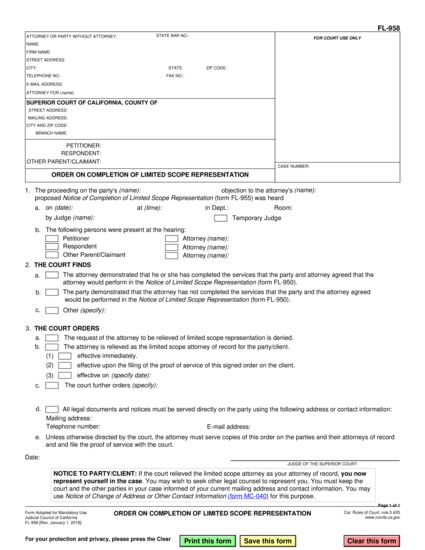 FL-958
ATTORNEY OR PARTY WITHOUT ATTORNEY: STATE BAR NO.:
FOR COURT USE ONLY
NAME:
FIRM NAME:
STREET ADDRESS:
CITY: STATE: ZIP CODE:
TELEPHONE NO.: FAX NO.:
E-MAIL ADDRESS:
ATTORNEY FOR (name):
SUPERIOR COURT OF CALIFORNIA, COUNTY OF
STREET ADDRESS:
MAILING ADDRESS:
CITY AND ZIP CODE:
BRANCH NAME:
PETITIONER:
RESPONDENT:
OTHER PARENT/CLAIMANT:
ORDER ON COMPLETION OF LIMITED SCOPE REPRESENTATION
CASE NUMBER:
1. The proceeding on the party's (name): objection to the attorney's (name):
proposed Notice of Completion of Limited Scope Representation (form FL-955) was heard
a. on (date): at (time): in Dept.: Room:
by Judge (name): Temporary Judge
b. The following persons were present at the hearing:
Petitioner Attorney (name):
Respondent Attorney (name):
Other Parent/Claimant Attorney (name):
2. THE COURT FINDS
a. The attorney demonstrated that he or she has completed the services that the party and attorney agreed that the
attorney would perform in the Notice of Limited Scope Representation (form FL-950).
b. The party demonstrated that the attorney has not completed the services that the party and the attorney agreed
would be performed in the Notice of Limited Scope Representation (form FL-950).
c. Other (specify):
3. THE COURT ORDERS
a. The request of the attorney to be relieved of limited scope representation is denied.
b. The attorney is relieved as the limited scope attorney of record for the party/client.
(1) effective immediately.
(2) effective upon the filing of the proof of service of this signed order on the client.
(3) effective on (specify date):
c. The court further orders (specify):
d. All legal documents and notices must be served directly on the party using the following address or contact information:
Mailing address:
Telephone number: E-mail address:
e. Unless otherwise directed by the court, the attorney must serve copies of this order on the parties and their attorneys of record
and and file the proof of service with the court.
Date:
JUDGE OF THE SUPERIOR COURT
NOTICE TO PARTY/CLIENT: If the court relieved the limited scope attorney as your attorney of record, you now
represent yourself in the case. You may wish to seek other legal counsel to represent you. You must keep the
court and the other parties in your case informed of your current mailing address and contact information. You may
use Notice of Change of Address or Other Contact Information (form MC-040) for this purpose.
Page 1 of 1
Form Adopted for Mandatory Use
Judicial Council of California
FL-958 [Rev. January 1, 2018]
ORDER ON COMPLETION OF LIMITED SCOPE REPRESENTATION
Cal. Rules of Court, rule 5.425
www.courts.ca.gov
For your protection and privacy, please press the Clear
Print this form Save this form Clear this form